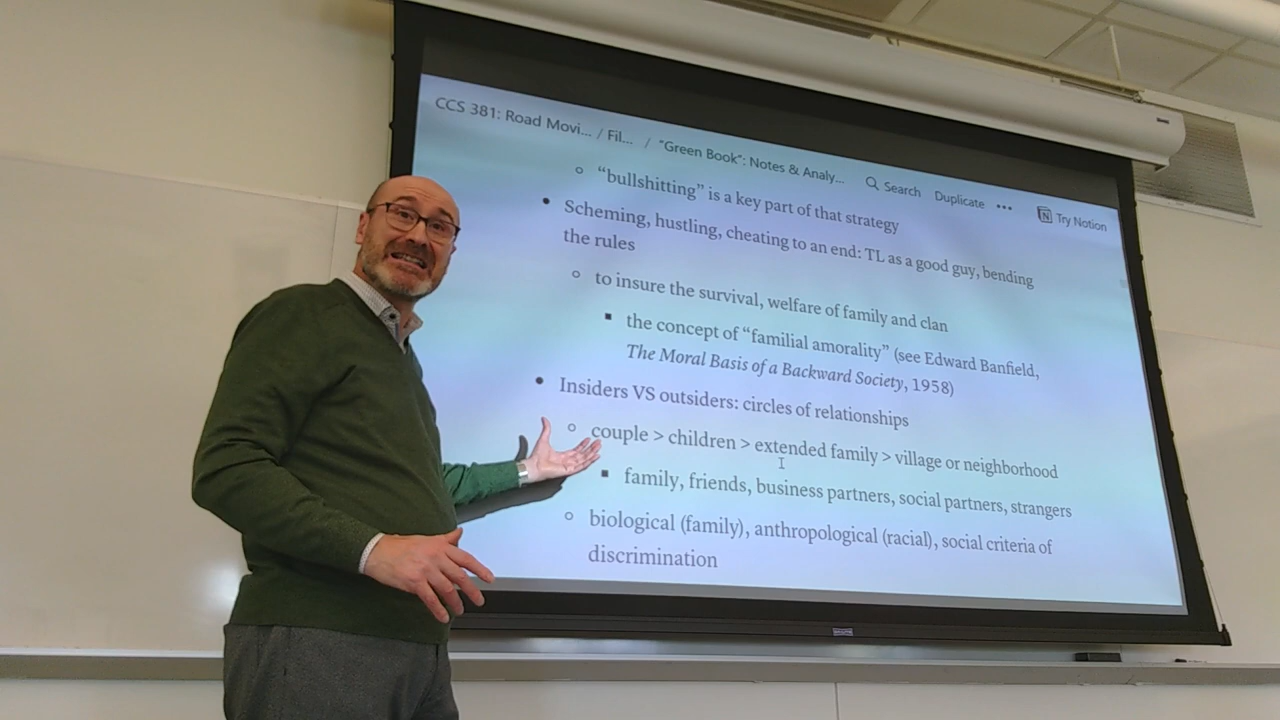 CCS 381: Road Movi... / Fil... / "Green Book": Notes & Analy... Search Duplicate ••• Try Notion
“bullshitting” is a key part of that strategy
Scheming, hustling, cheating to an end: TL as a good guy, bending
the rules
to insure the survival, welfare of family and clan
the concept of “familial amorality” (see Edward Banfield,
The Moral Basis of a Backward Society, 1958)
Insiders VS outsiders: circles of relationships
couple > children > extended family > village or neighborhood
family, friends, business partners, social partners, strangers
biological (family), anthropological (racial), social criteria of
discrimination